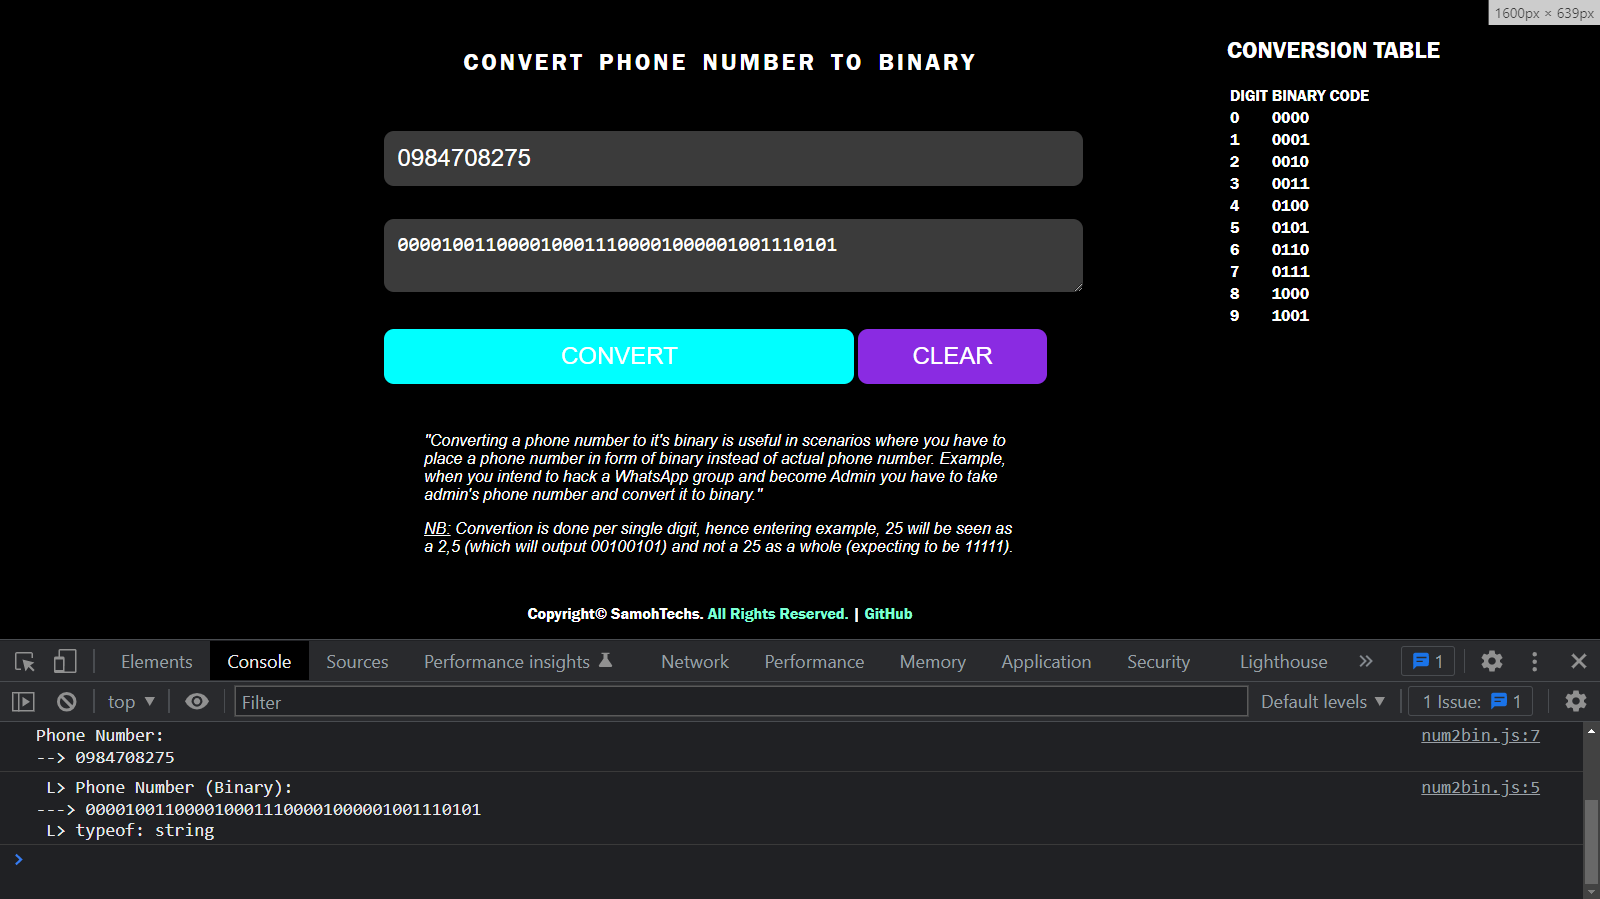 1600px × 639px
CONVERT PHONE NUMBER TO BINARY
0984708275
0000100110000100011100001000001001110101
CONVERT
CLEAR
"Converting a phone number to it's binary is useful in scenarios where you have to
place a phone number in form of binary instead of actual phone number. Example,
when you intend to hack a WhatsApp group and become Admin you have to take
admin's phone number and convert it to binary."
NB: Convertion is done per single digit, hence entering example, 25 will be seen as
a 2,5 (which will output 00100101) and not a 25 as a whole (expecting to be 11111).
Copyright© SamohTechs. All Rights Reserved. | GitHub
CONVERSION TABLE
DIGIT BINARY CODE
0 0000
1 0001
2 0010
3 0011
4 0100
5 0101
6 0110
7 0111
8 1000
9 1001
Elements Console Sources Performance insights Network Performance Memory Application Security Lighthouse » 1
top ▼ Filter Default levels ▼ 1 Issue: 1
Phone Number: num2bin.js:7
--> 0984708275
L> Phone Number (Binary): num2bin.js:5
---> 0000100110000100011100001000001001110101
L> typeof: string
>